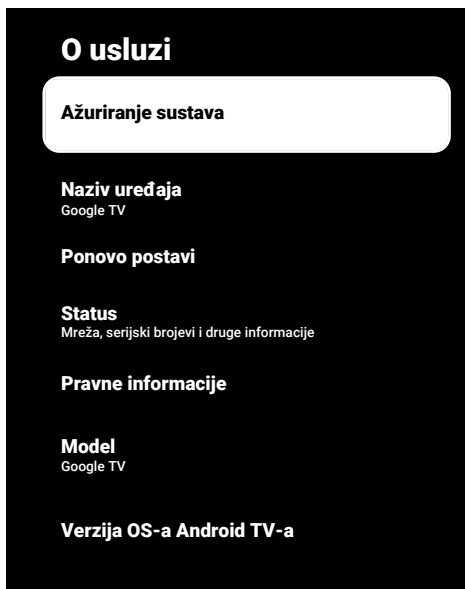 O usluzi
Ažuriranje sustava
Naziv uređaja
Google TV
Ponovo postavi
Status
Mreža, serijski brojevi i druge informacije
Pravne informacije
Model
Google TV
Verzija OS-a Android TV-a